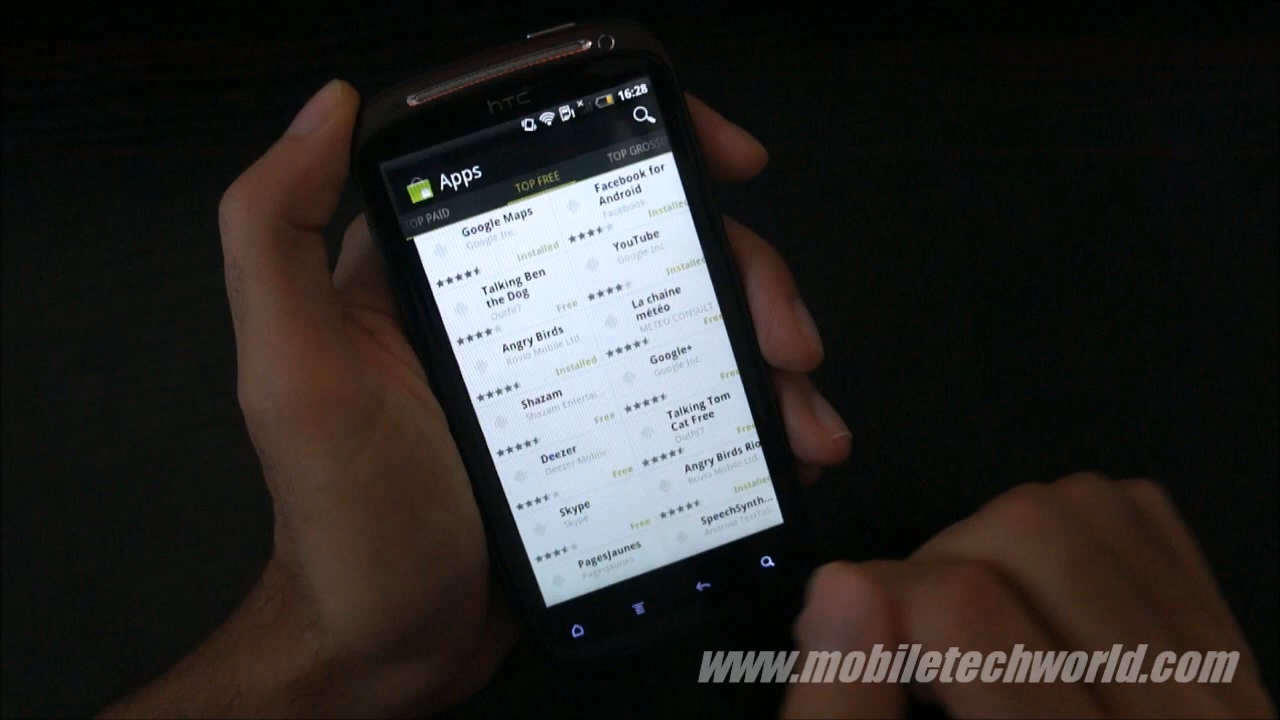 hTC
16:28
Apps
TOP PAID
TOP FREE
TOP GROSS
Google Maps
Google Inc.
Installed
Facebook for
Android
Facebook
Installed
Talking Ben
the Dog
Outfit7
Free
YouTube
Google Inc.
Installed
Angry Birds
Rovio Mobile Ltd.
Installed
La chaine
météo
METEO CONSULT
Free
Shazam
Shazam Enterta...
Free
Google+
Google Inc.
Free
Deezer
Deezer Mobile
Free
Talking Tom
Cat Free
Outfit7
Free
Skype
Skype
Free
Angry Birds Rio
Rovio Mobile Ltd.
Installed
PagesJaunes
PagesJaunes
SpeechSynth...
www.mobiletechworld.com